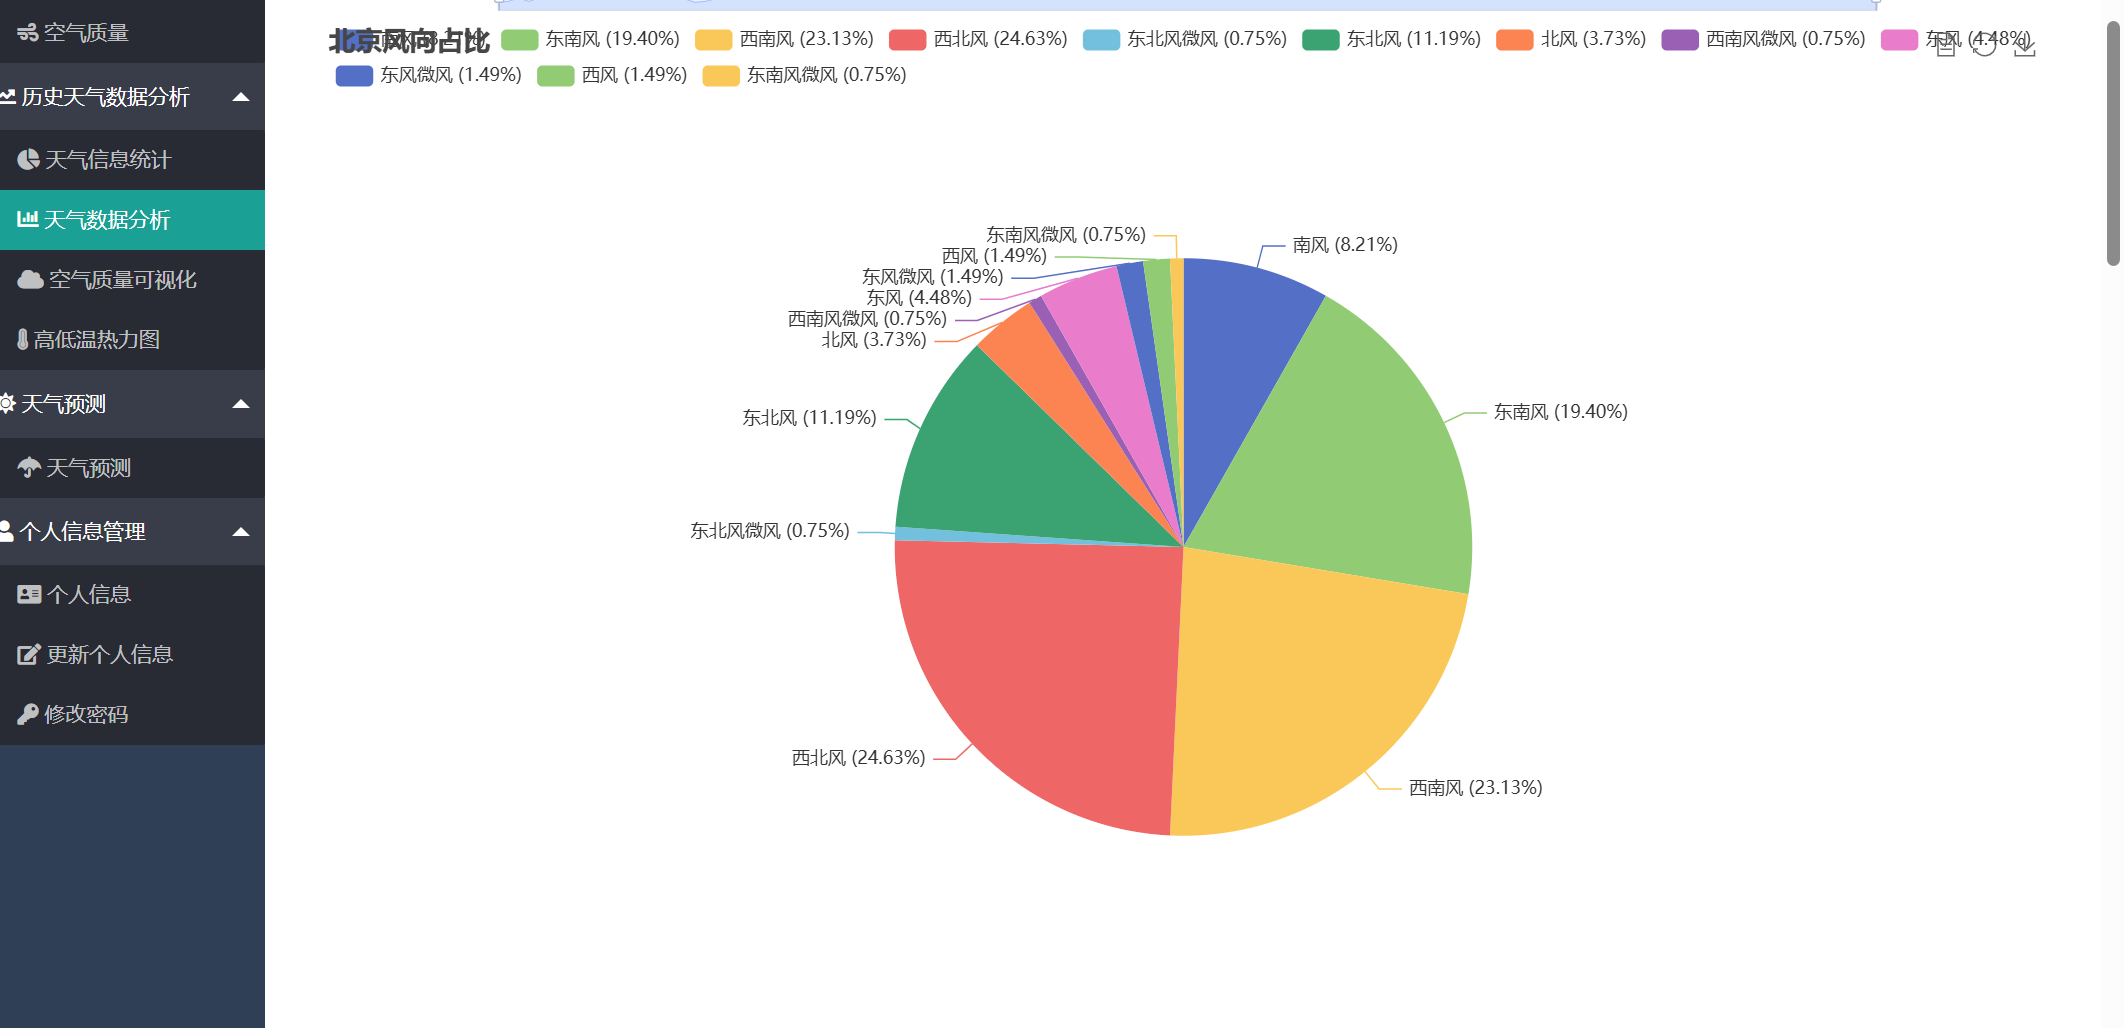 空气质量
历史天气数据分析
天气信息统计
天气数据分析
空气质量可视化
高低温热力图
天气预测
天气预测
个人信息管理
个人信息
更新个人信息
修改密码
北京风向占比
南风 (8.21%)
东南风 (19.40%)
西南风 (23.13%)
西北风 (24.63%)
东北风微风 (0.75%)
东北风 (11.19%)
北风 (3.73%)
西南风微风 (0.75%)
东风 (4.48%)
东风微风 (1.49%)
西风 (1.49%)
东南风微风 (0.75%)
东南风微风 (0.75%)
南风 (8.21%)
西风 (1.49%)
东风微风 (1.49%)
东风 (4.48%)
西南风微风 (0.75%)
北风 (3.73%)
东南风 (19.40%)
东北风 (11.19%)
东北风微风 (0.75%)
西北风 (24.63%)
西南风 (23.13%)